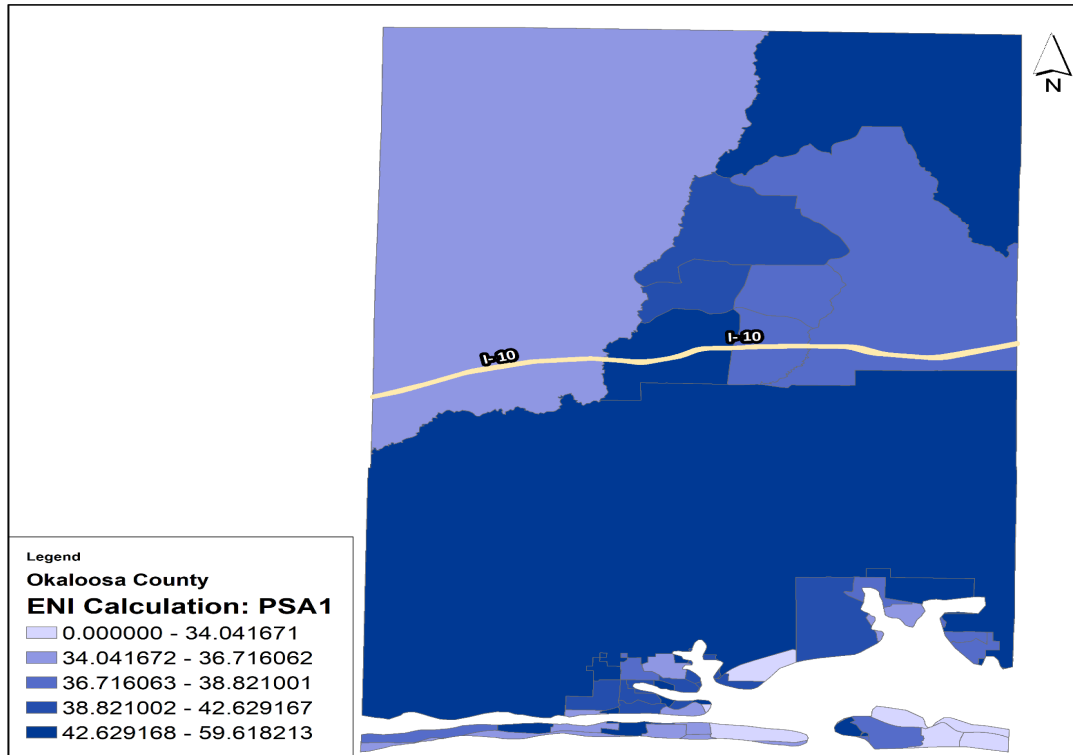 N
I- 10
I- 10
Legend
Okaloosa County
ENI Calculation: PSA1
0.000000 - 34.041671
34.041672 - 36.716062
36.716063 - 38.821001
38.821002 - 42.629167
42.629168 - 59.618213